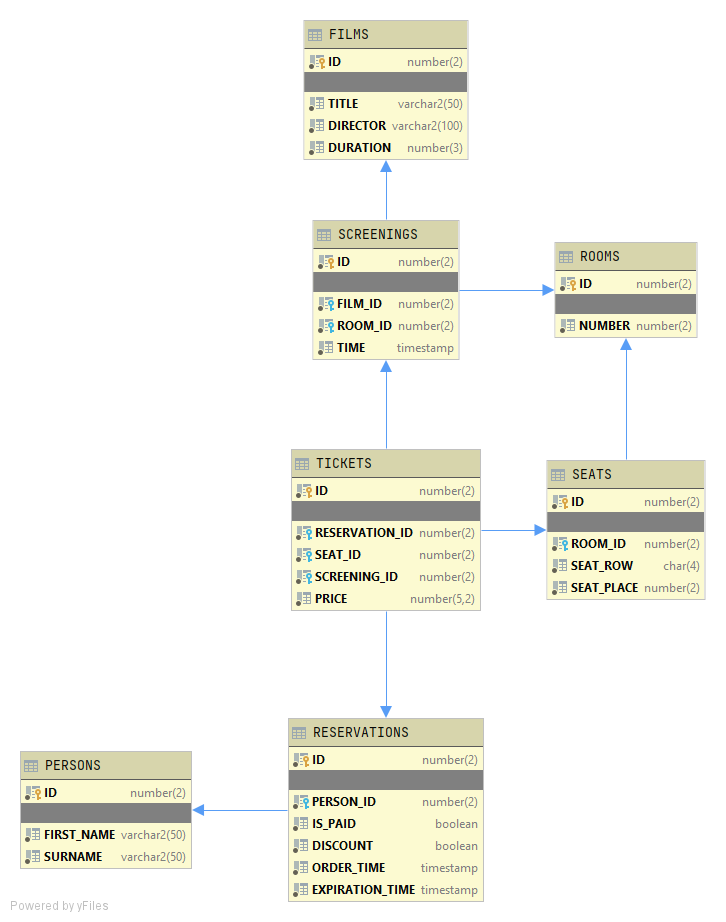 FILMS
ID number(2)
TITLE varchar2(50)
DIRECTOR varchar2(100)
DURATION number(3)
SCREENINGS
ID number(2)
FILM_ID number(2)
ROOM_ID number(2)
TIME timestamp
ROOMS
ID number(2)
NUMBER number(2)
TICKETS
ID number(2)
RESERVATION_ID number(2)
SEAT_ID number(2)
SCREENING_ID number(2)
PRICE number(5,2)
SEATS
ID number(2)
ROOM_ID number(2)
SEAT_ROW char(4)
SEAT_PLACE number(2)
RESERVATIONS
ID number(2)
PERSON_ID number(2)
IS_PAID boolean
DISCOUNT boolean
ORDER_TIME timestamp
EXPIRATION_TIME timestamp
PERSONS
ID number(2)
FIRST_NAME varchar2(50)
SURNAME varchar2(50)
Powered by yFiles